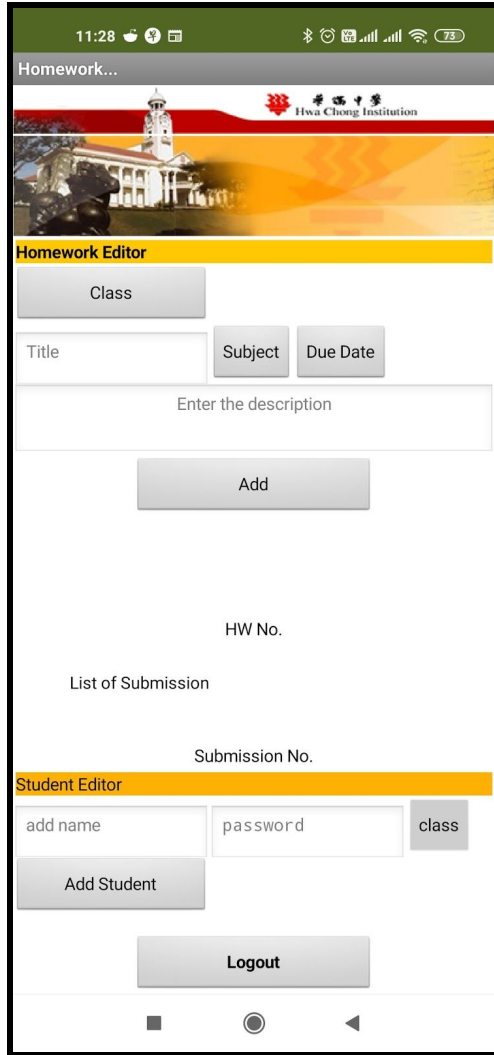 11:28
73
Homework...
華僑中學
Hwa Chong Institution
Homework Editor
Class
Title Subject Due Date
Enter the description
Add
HW No.
List of Submission
Submission No.
Student Editor
add name password class
Add Student
Logout